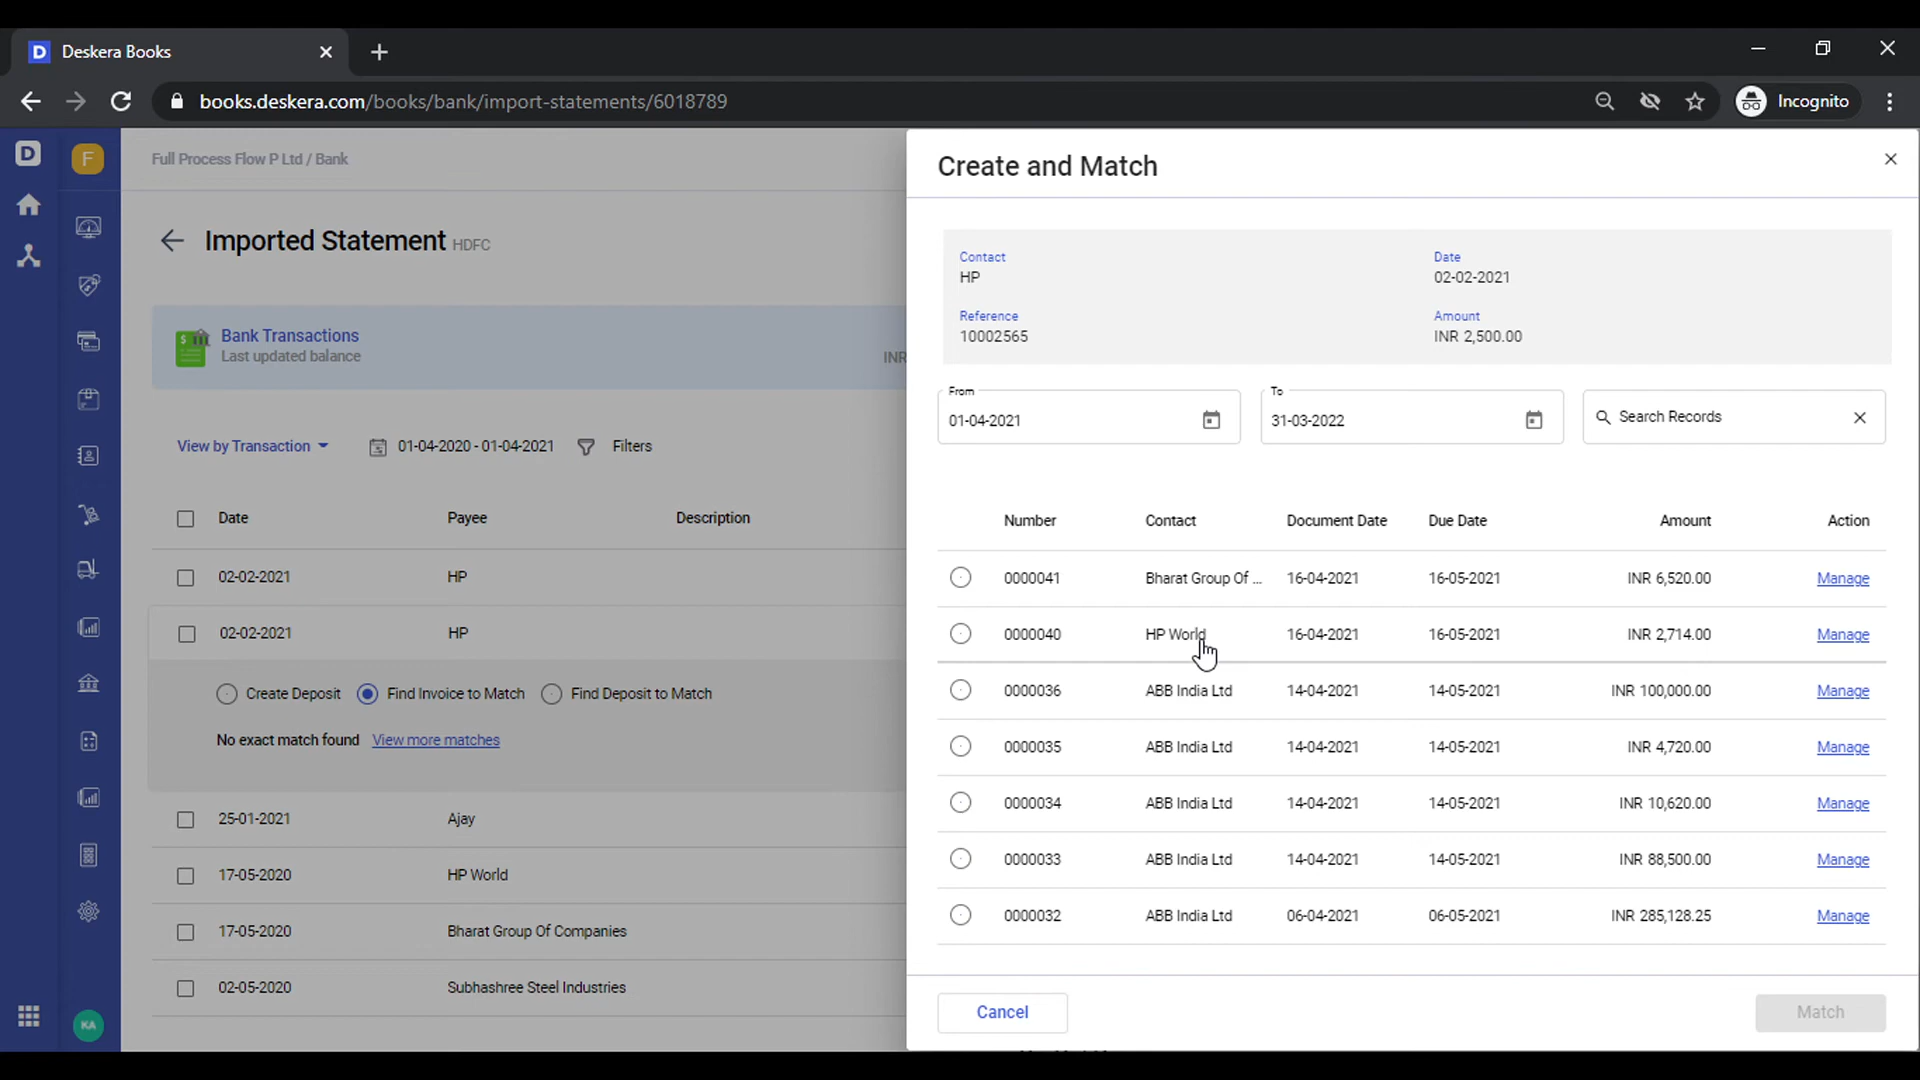 D Deskera Books
books.deskera.com/books/bank/import-statements/6018789
Incognito
D
F
Full Process Flow P Ltd / Bank
Imported Statement HDFC
Bank Transactions
Last updated balance
INR
View by Transaction
01-04-2020 - 01-04-2021
Filters
Date Payee Description
02-02-2021 HP
02-02-2021 HP
Create Deposit Find Invoice to Match Find Deposit to Match
No exact match found View more matches
25-01-2021 Ajay
17-05-2020 HP World
17-05-2020 Bharat Group Of Companies
02-05-2020 Subhashree Steel Industries
KA
Create and Match
Contact Date
HP 02-02-2021
Reference Amount
10002565 INR 2,500.00
From To
01-04-2021 31-03-2022 Search Records
Number Contact Document Date Due Date Amount Action
0000041 Bharat Group Of ... 16-04-2021 16-05-2021 INR 6,520.00 Manage
0000040 HP World 16-04-2021 16-05-2021 INR 2,714.00 Manage
0000036 ABB India Ltd 14-04-2021 14-05-2021 INR 100,000.00 Manage
0000035 ABB India Ltd 14-04-2021 14-05-2021 INR 4,720.00 Manage
0000034 ABB India Ltd 14-04-2021 14-05-2021 INR 10,620.00 Manage
0000033 ABB India Ltd 14-04-2021 14-05-2021 INR 88,500.00 Manage
0000032 ABB India Ltd 06-04-2021 06-05-2021 INR 285,128.25 Manage
Cancel Match